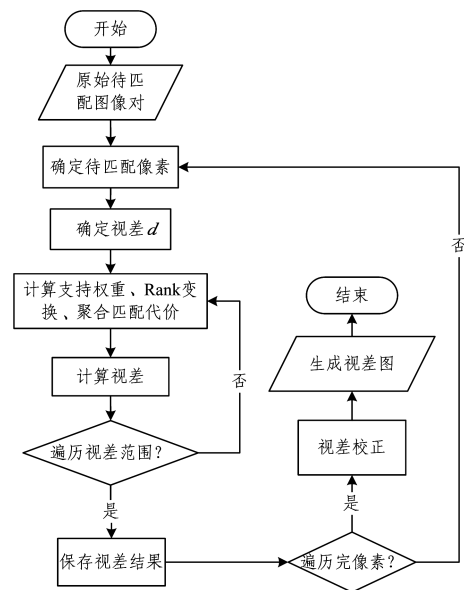 开始
原始待匹
配图像对
确定待匹配像素
确定视差d
计算支持权重、Rank变
换、聚合匹配代价
计算视差
否
遍历视差范围?
是
保存视差结果
遍历完像素?
是
否
视差校正
生成视差图
结束